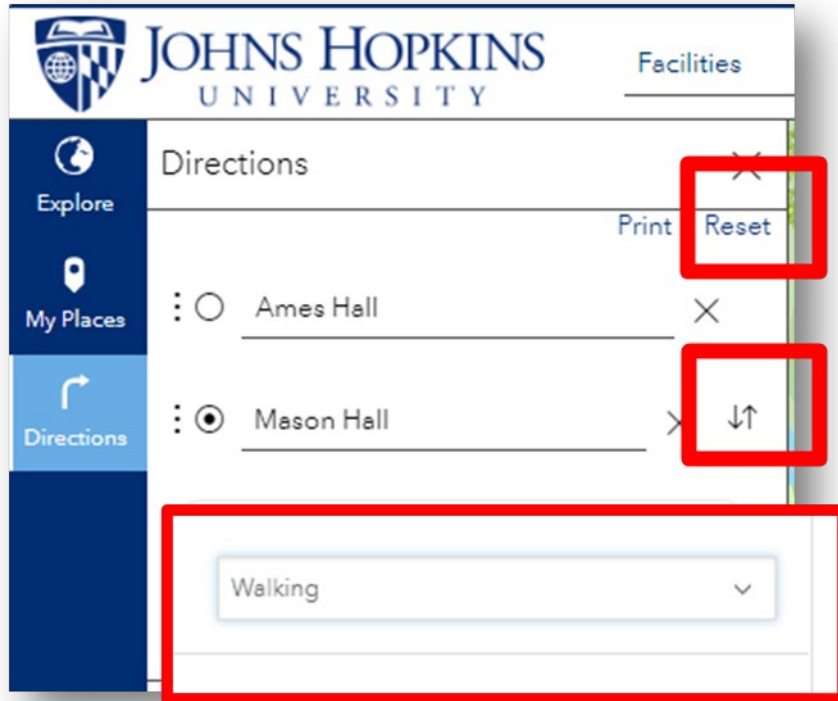 JOHNS HOPKINS
UNIVERSITY
Facilities
Explore
My Places
Directions
Directions
Print Reset
Ames Hall
Mason Hall
Walking